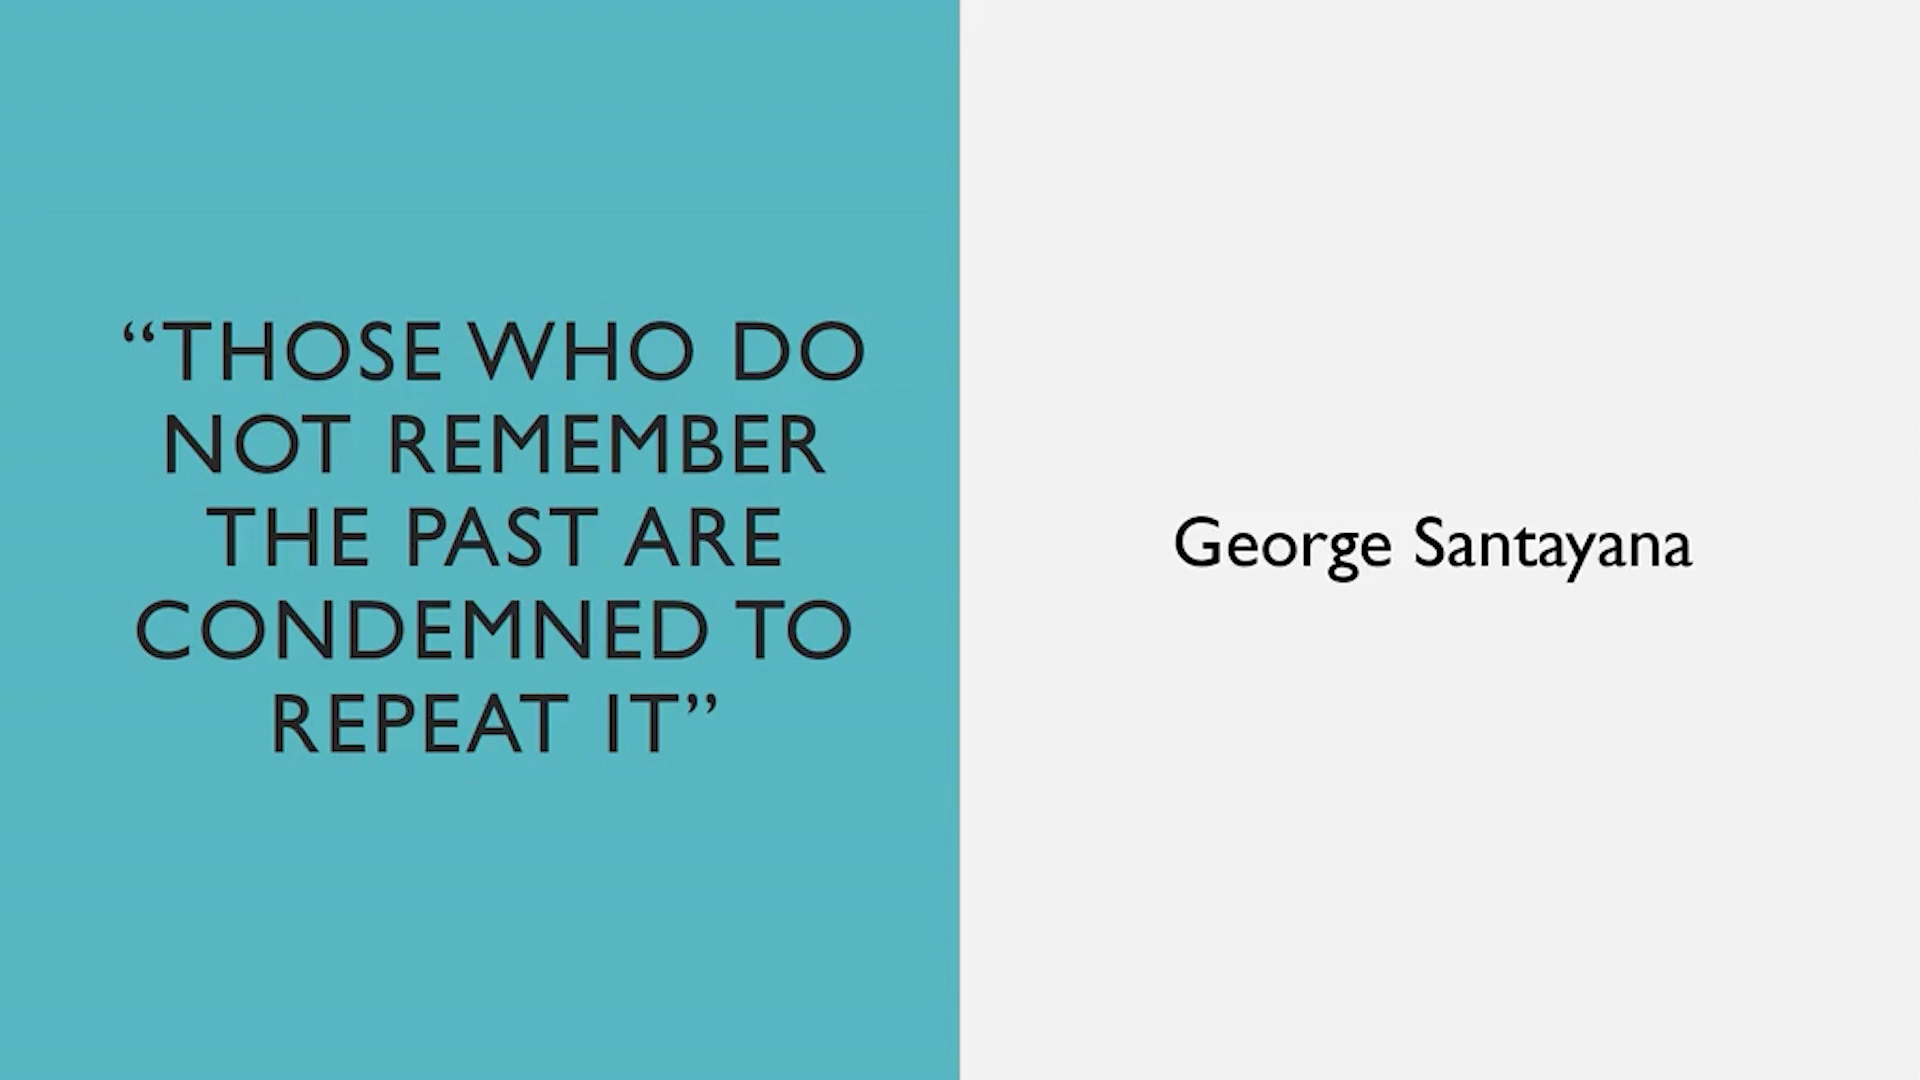 “THOSE WHO DO
NOT REMEMBER
THE PAST ARE
CONDEMNED TO
REPEAT IT”
George Santayana